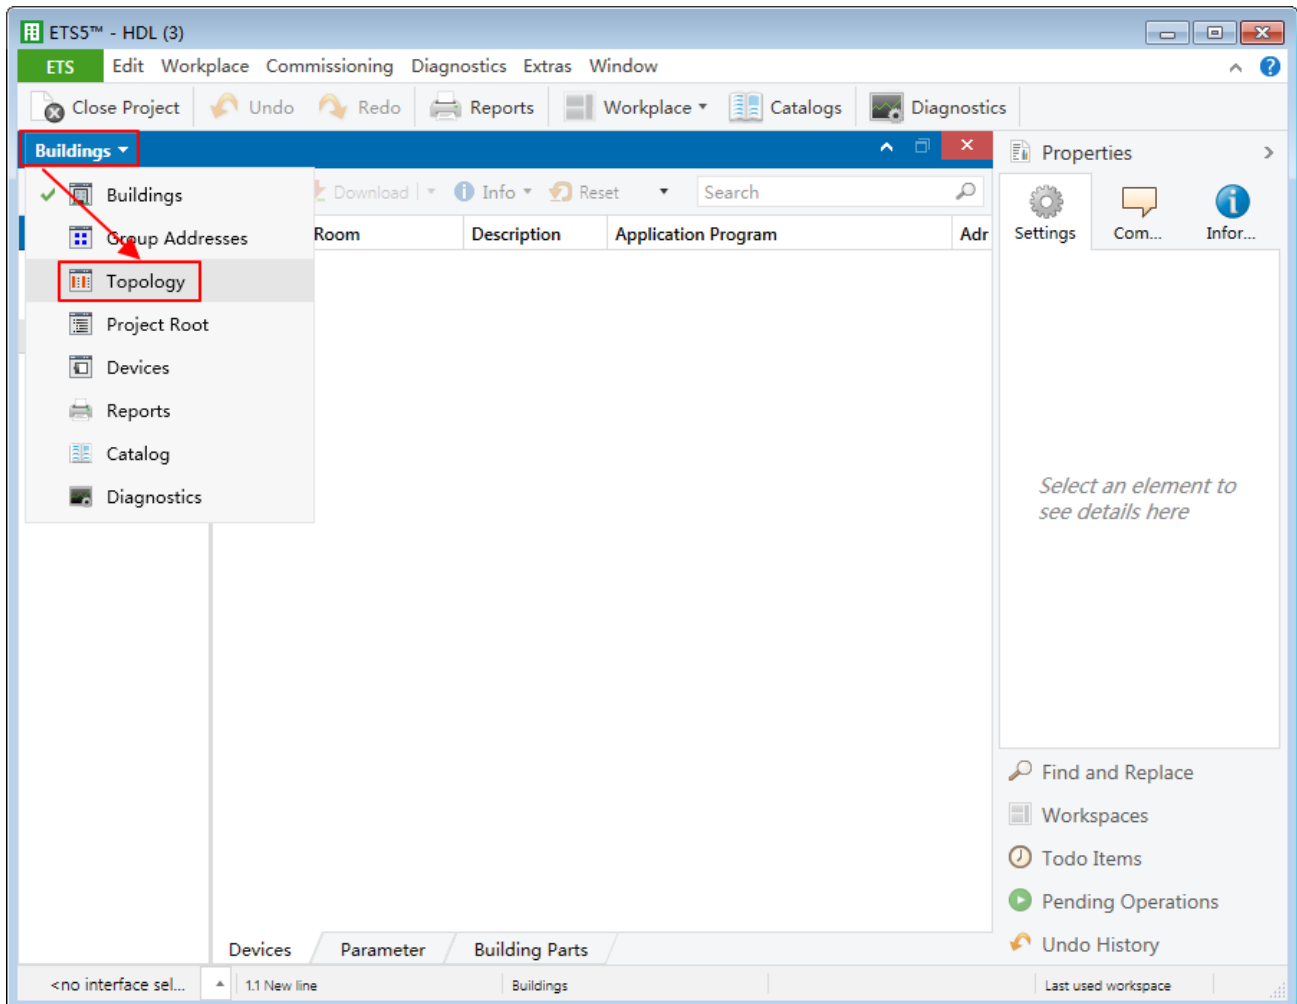 ETS5™ - HDL (3)
ETS Edit Workplace Commissioning Diagnostics Extras Window
Close Project Undo Redo Reports Workplace Catalogs Diagnostics
Buildings
Properties
Buildings
Download Info Reset Search
Group Addresses
Room Description Application Program Adr
Settings Com... Infor...
Topology
Project Root
Devices
Reports
Catalog
Diagnostics
Select an element to
see details here
Find and Replace
Workspaces
Todo Items
Pending Operations
Undo History
Devices Parameter Building Parts
<no interface sel... 1.1 New line Buildings Last used workspace